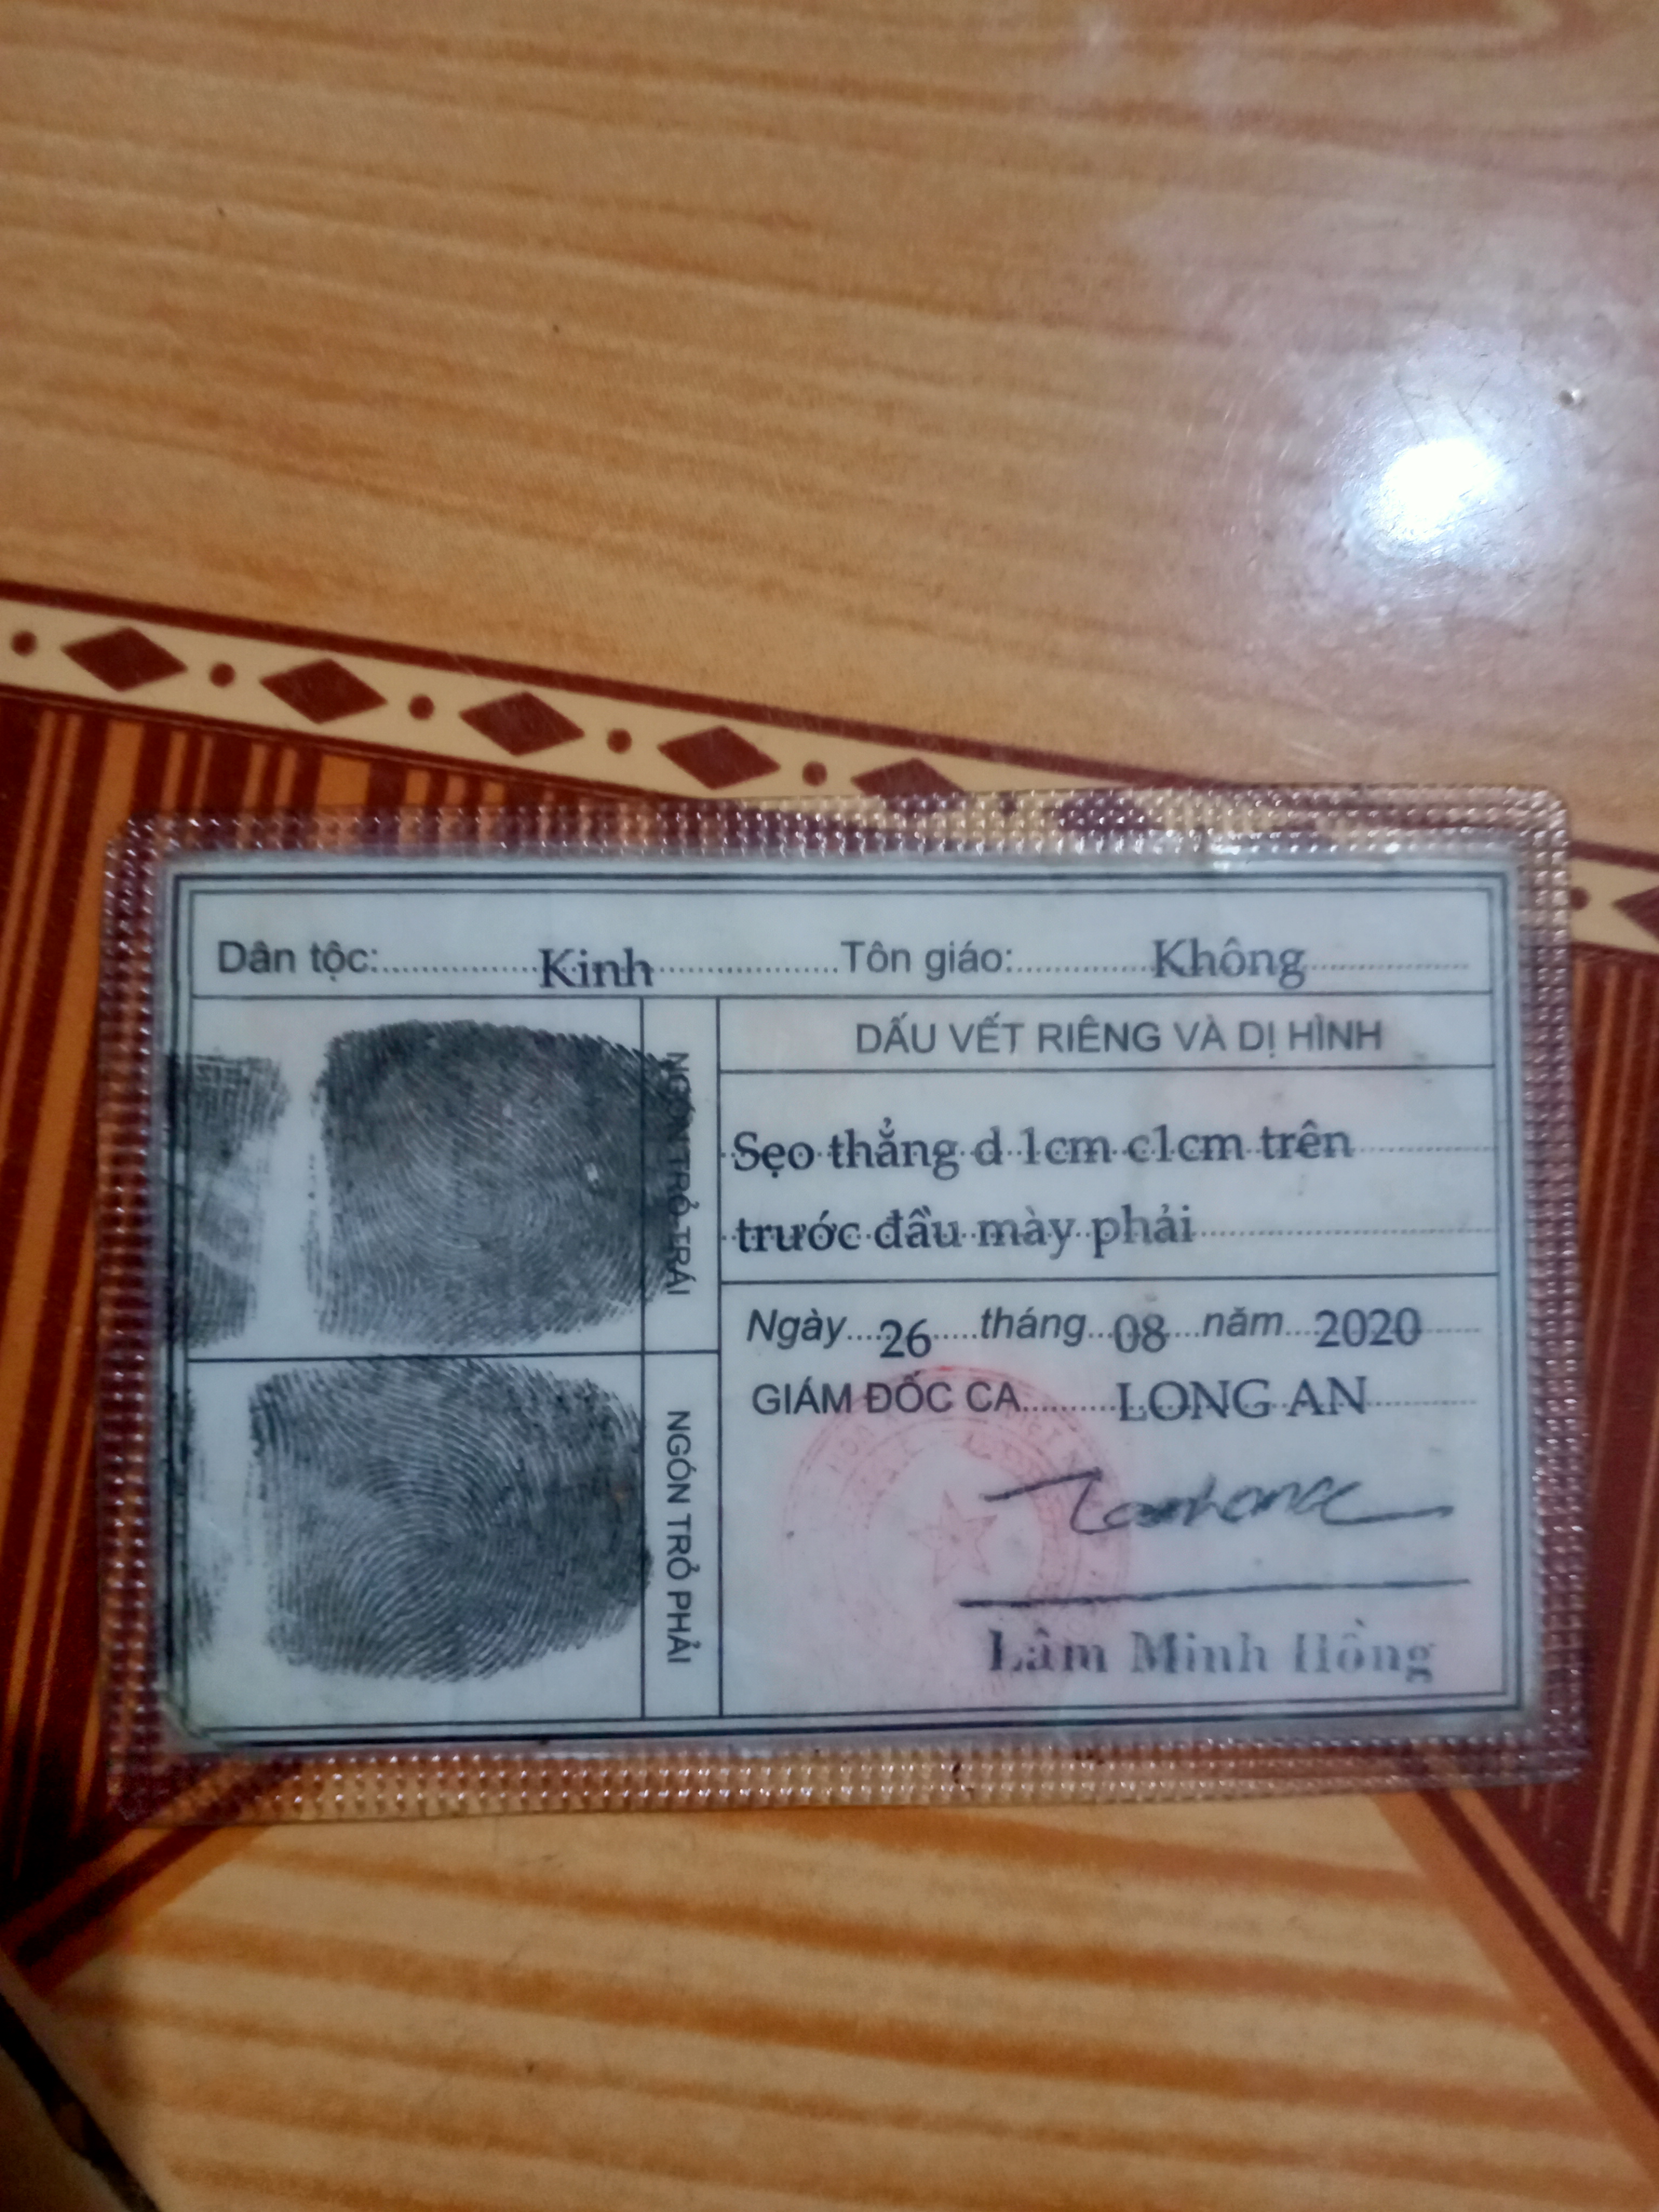 Dân tộc: Kinh Tôn giáo: Không
NGÓN TRỎ TRÁI
DẤU VẾT RIÊNG VÀ DỊ HÌNH
Sẹo thẳng d 1cm c1cm trên
trước đầu mày phải
NGÓN TRỎ PHẢI
Ngày 26 tháng 08 năm 2020
GIÁM ĐỐC CA LONG AN
Lâm Minh Hồng